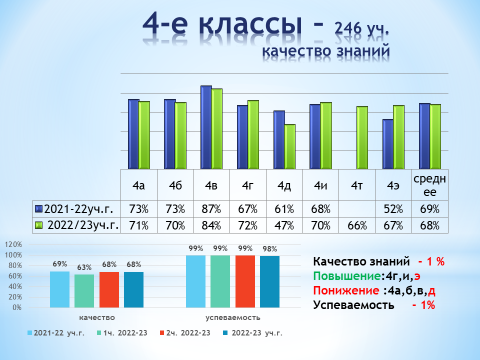 4-е классы – 246 уч.
качество знаний
4а 4б 4в 4г 4д 4и 4т 4э средн
ее
2021-22уч.г. 73% 73% 87% 67% 61% 68% 52% 69%
2022/23уч.г. 71% 70% 84% 72% 47% 70% 66% 67% 68%
120%
100%
80%
60%
40%
20%
0%
69% 63% 68% 68%
99% 99% 99% 98%
качество успеваемость
2021-22 уч.г. 1ч. 2022-23 2ч. 2022-23 2022-23 уч.г.
Качество знаний - 1 %
Повышение:4г,и,э
Понижение :4а,б,в,д
Успеваемость - 1%